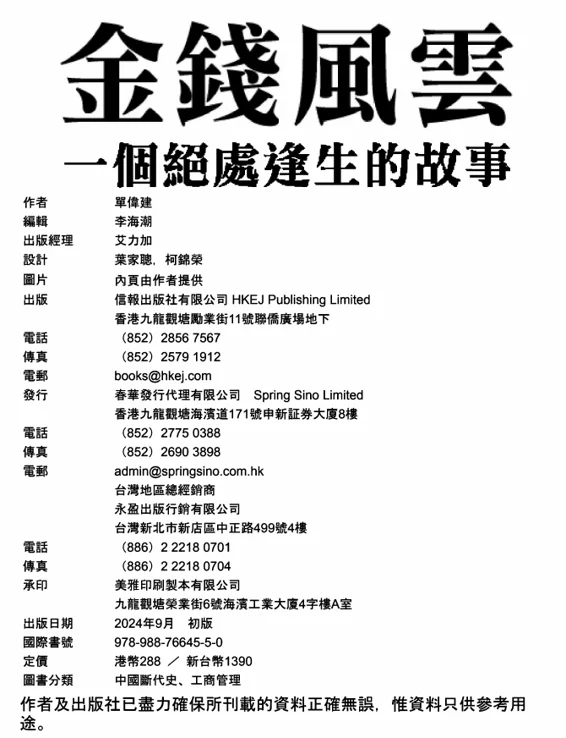 金錢風雲
一個絕處逢生的故事
作者 單偉建
編輯 李海潮
出版經理 艾力加
設計 葉家聰，柯錦榮
圖片 內頁由作者提供
出版 信報出版社有限公司 HKEJ Publishing Limited
香港九龍觀塘勵業街11號聯僑廣場地下
電話 （852）2856 7567
傳真 （852）2579 1912
電郵 books@hkej.com
發行 春華發行代理有限公司　Spring Sino Limited
香港九龍觀塘海濱道171號申新証券大廈8樓
電話 （852）2775 0388
傳真 （852）2690 3898
電郵 admin@springsino.com.hk
台灣地區總經銷商
永盈出版行銷有限公司
台灣新北市新店區中正路499號4樓
電話 （886）2 2218 0701
傳真 （886）2 2218 0704
承印 美雅印刷製本有限公司
九龍觀塘榮業街6號海濱工業大廈4字樓A室
出版日期 2024年9月　初版
國際書號 978-988-76645-5-0
定價 港幣288 ／ 新台幣1390
圖書分類 中國斷代史、工商管理
作者及出版社已盡力確保所刊載的資料正確無誤，惟資料只供參考用
途。